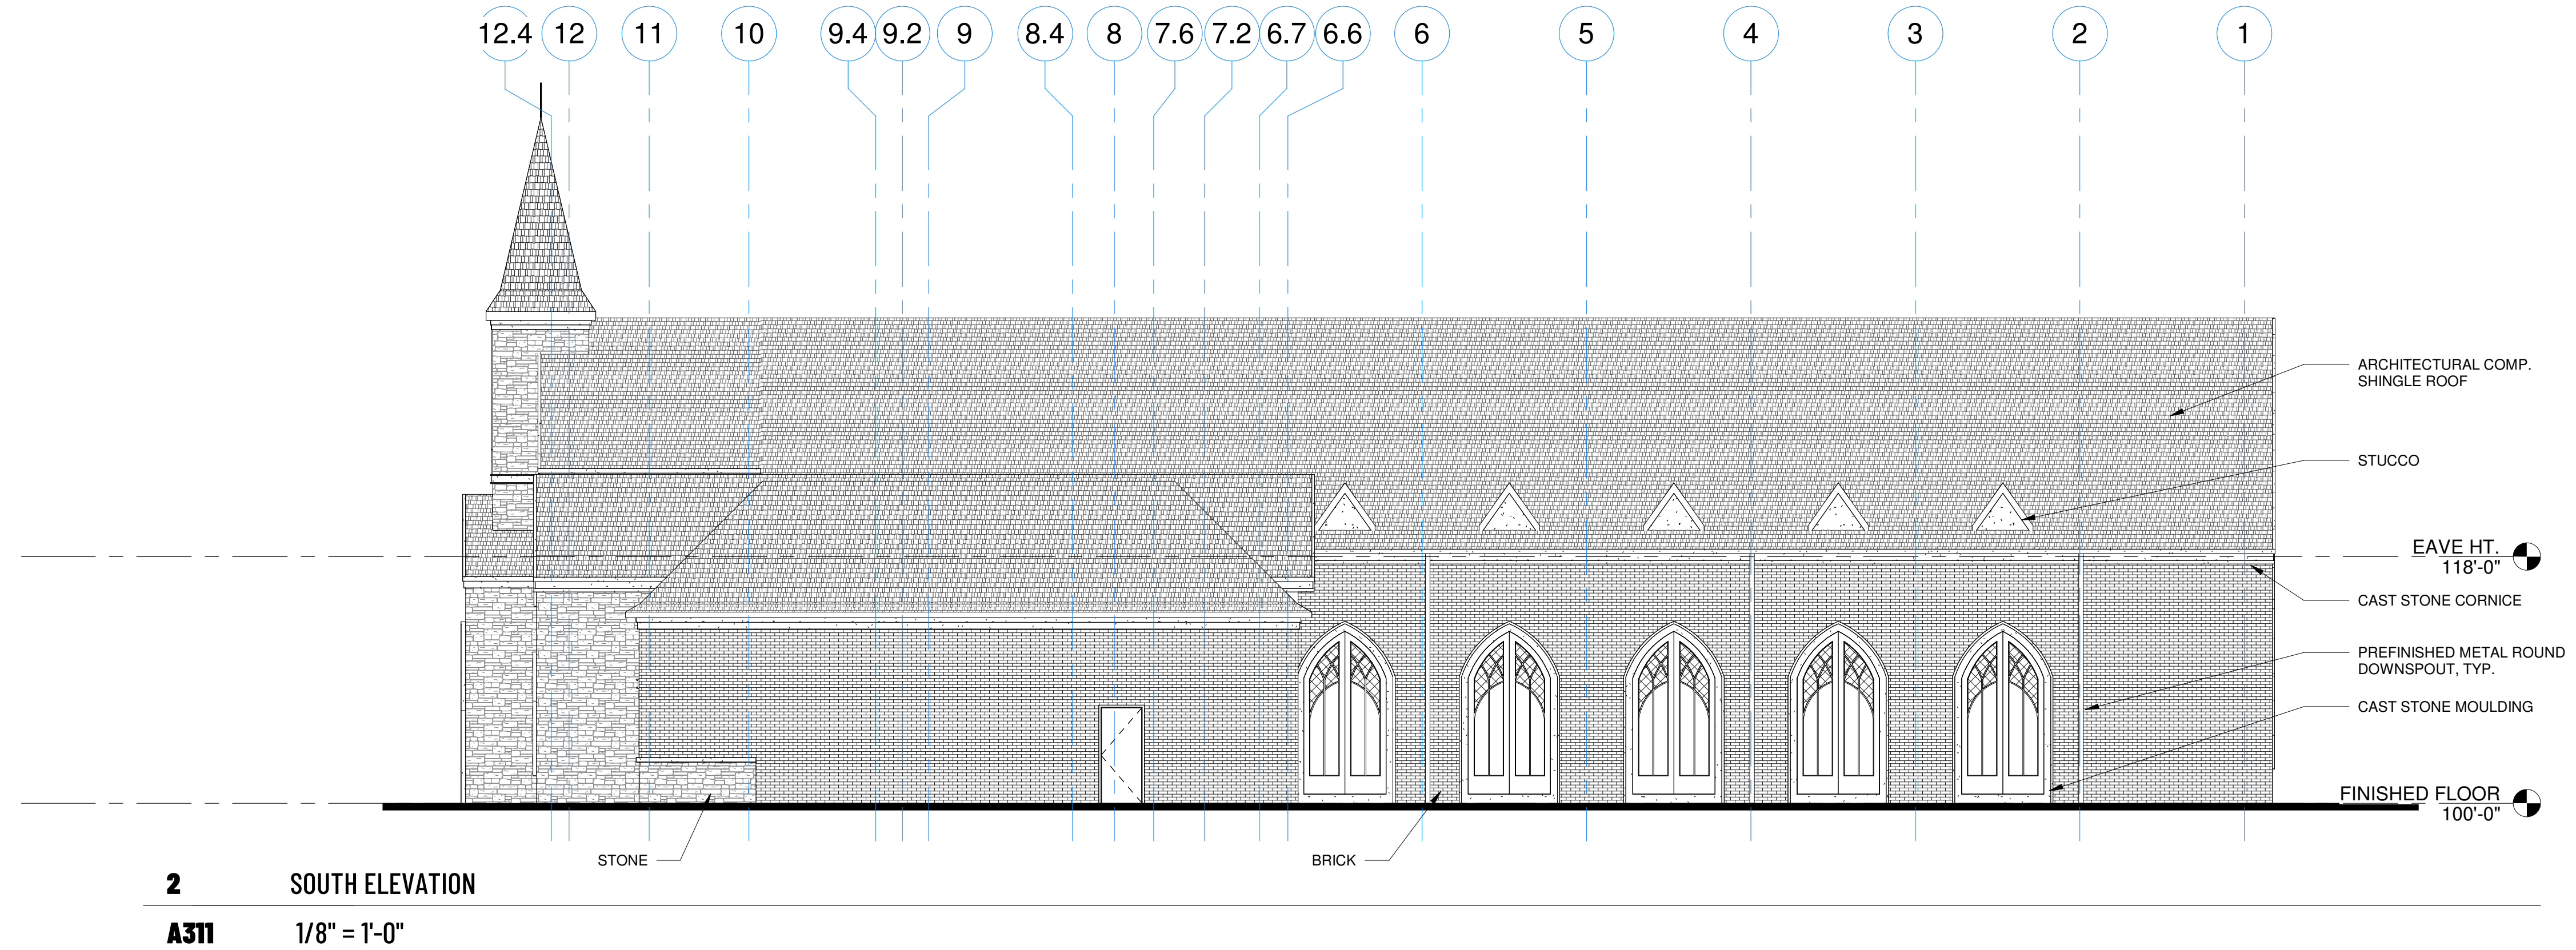 12.4 12 11 10 9.4 9.2 9 8.4 8 7.6 7.2 6.7 6.6 6 5 4 3 2 1
ARCHITECTURAL COMP.
SHINGLE ROOF
STUCCO
EAVE HT.
118'-0"
CAST STONE CORNICE
PREFINISHED METAL ROUND
DOWNSPOUT, TYP.
CAST STONE MOULDING
FINISHED FLOOR
100'-0"
STONE
BRICK
2 SOUTH ELEVATION
A311 1/8" = 1'-0"